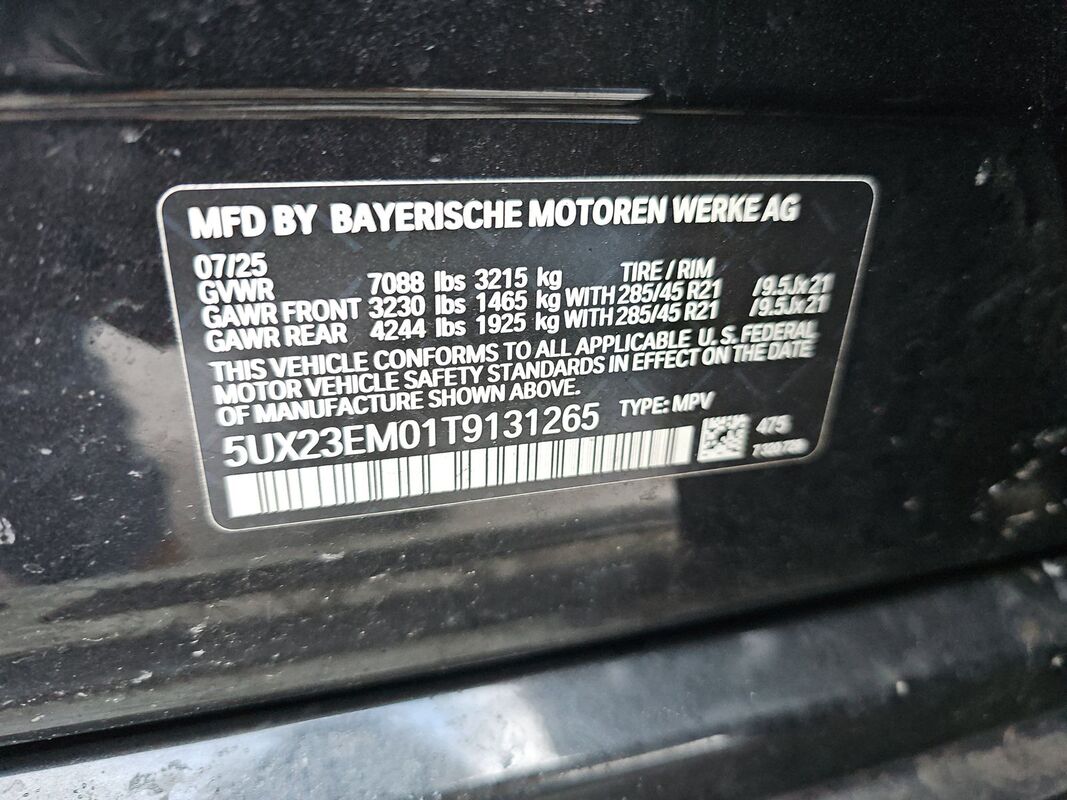 MFD BY BAYERISCHE MOTOREN WERKE AG
07/25 TIRE / RIM
GVWR 7088 lbs 3215 kg
GAWR FRONT 3230 lbs 1465 kg WITH 285/45 R21 /9.5Jx21
GAWR REAR 4244 lbs 1925 kg WITH 285/45 R21 /9.5Jx21
THIS VEHICLE CONFORMS TO ALL APPLICABLE U.S. FEDERAL
MOTOR VEHICLE SAFETY STANDARDS IN EFFECT ON THE DATE
OF MANUFACTURE SHOWN ABOVE.
5UX23EM01T9131265 TYPE: MPV
475